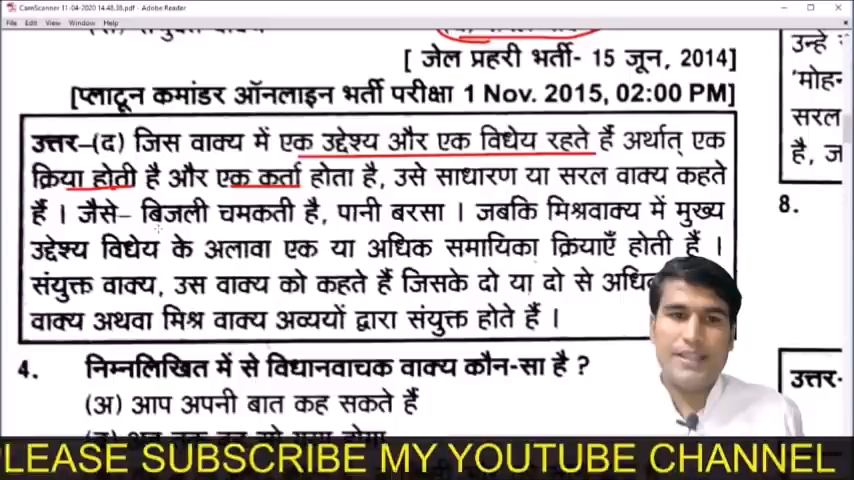 CamScanner 11-04-2020 14.48.38.pdf - Adobe Reader
File Edit View Window Help
[ जेल प्रहरी भर्ती- 15 जून, 2014]
[प्लाटून कमांडर ऑनलाइन भर्ती परीक्षा 1 Nov. 2015, 02:00 PM]
उत्तर–(द) जिस वाक्य में एक उद्देश्य और एक विधेय रहते हैं अर्थात् एक
क्रिया होती है और एक कर्ता होता है, उसे साधारण या सरल वाक्य कहते
हैं । जैसे– बिजली चमकती है, पानी बरसा । जबकि मिश्रवाक्य में मुख्य
उद्देश्य विधेय के अलावा एक या अधिक समायिका क्रियाएँ होती हैं ।
संयुक्त वाक्य, उस वाक्य को कहते हैं जिसके दो या दो से
वाक्य अथवा मिश्र वाक्य अव्ययों द्वारा संयुक्त होते हैं ।
4. निम्नलिखित में से विधानवाचक वाक्य कौन-सा है ?
(अ) आप अपनी बात कह सकते हैं
उन्हे
'मोहन
सरल
है,
8.
उत्तर-
LEASE SUBSCRIBE MY YOUTUBE CHANNEL